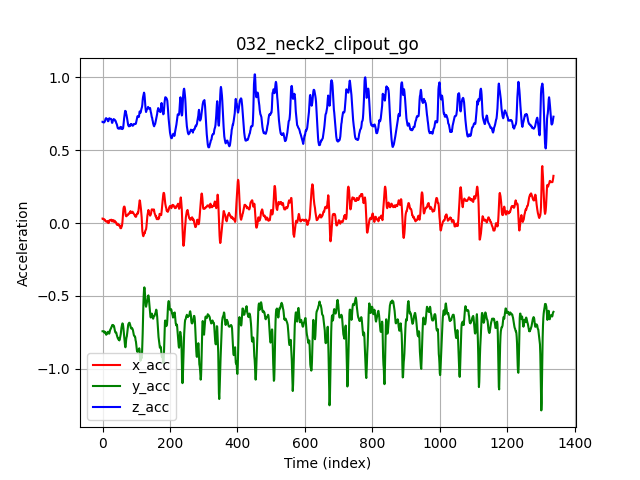 032_neck2_clipout_go
1.0
0.5
0.0
−0.5
−1.0
Acceleration
x_acc
y_acc
z_acc
0 200 400 600 800 1000 1200 1400
Time (index)